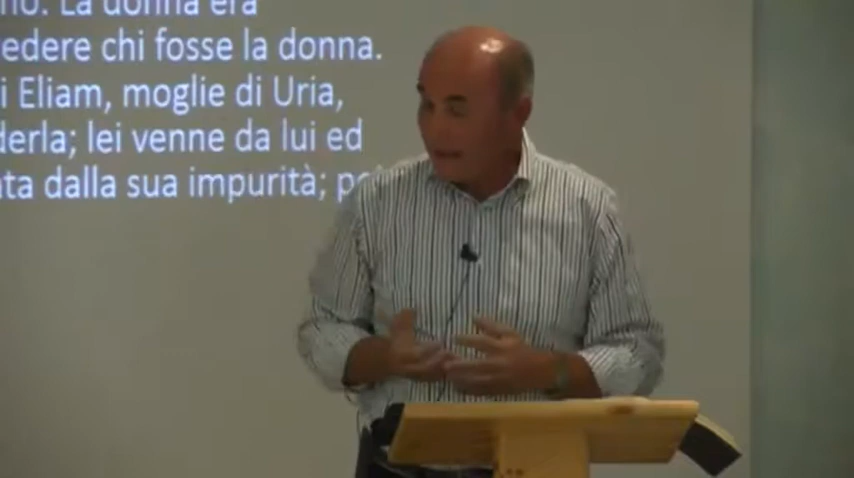 La donna era
edere chi fosse la donna.
i Eliam, moglie di Uria,
derla; lei venne da lui ed
ata dalla sua impurità;